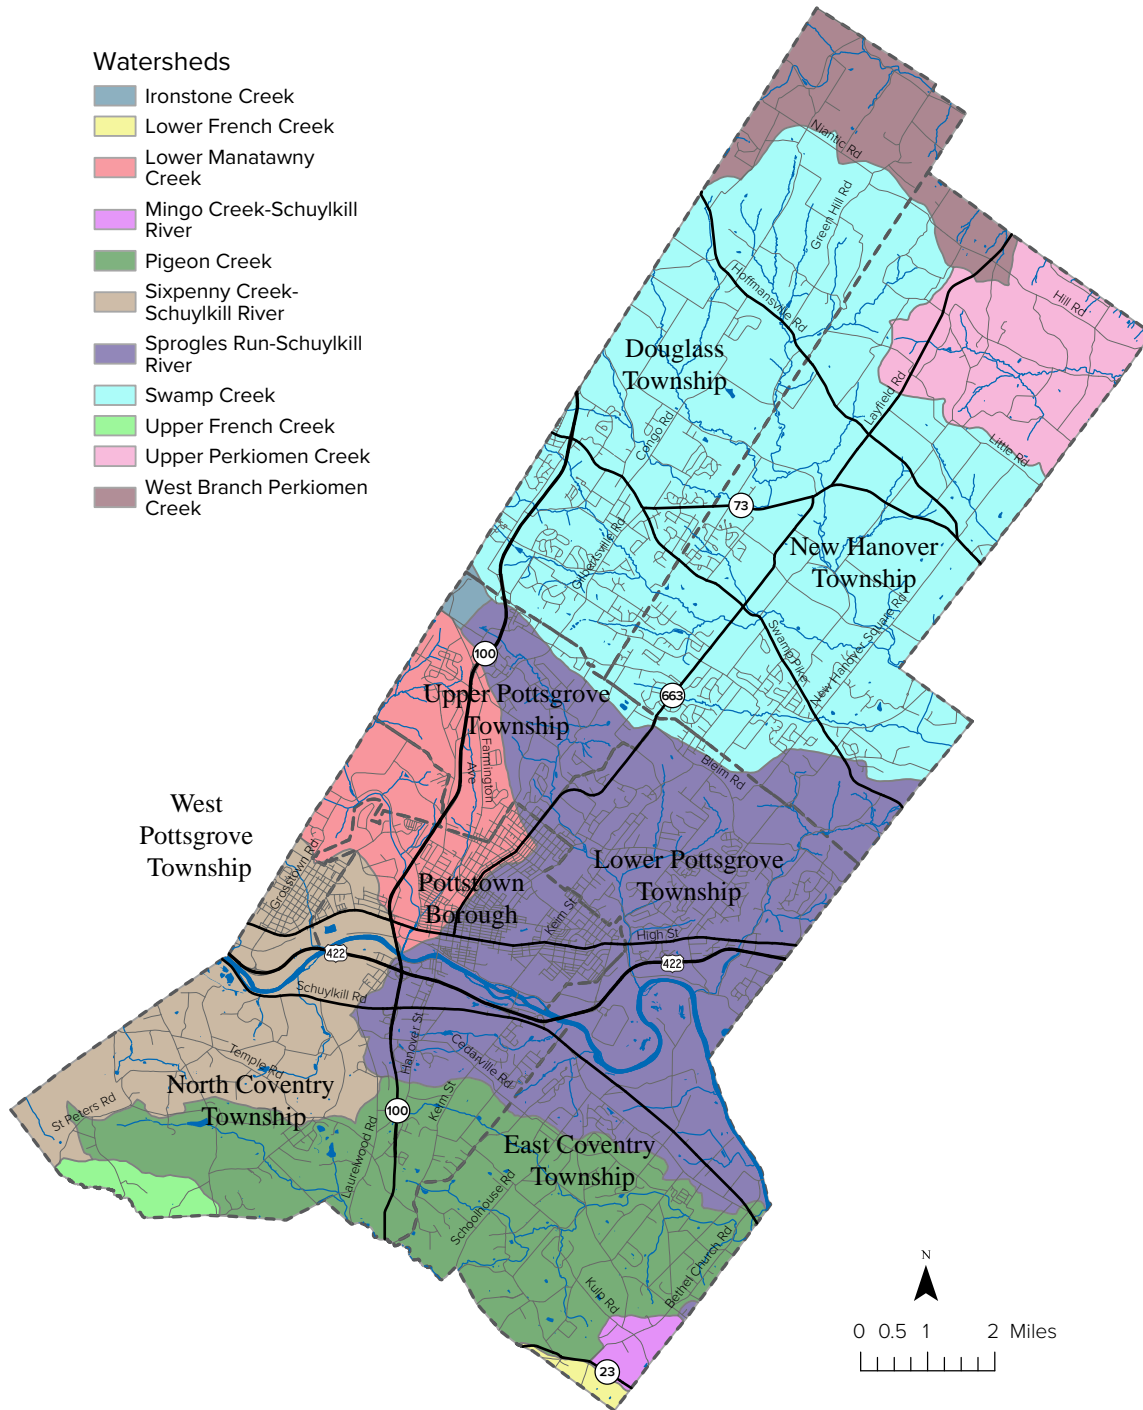 Watersheds
Ironstone Creek
Lower French Creek
Lower Manatawny
Creek
Mingo Creek-Schuylkill
River
Pigeon Creek
Sixpenny Creek-
Schuylkill River
Sprogles Run-Schuylkill
River
Swamp Creek
Upper French Creek
Upper Perkiomen Creek
West Branch Perkiomen
Creek
Niantic Rd
Green Hill Rd
Hoffmansville Rd
Hill Rd
Douglass
Township
Layfield Rd
Congo Rd
Little Rd
73
Gilbertsville Rd
New Hanover
Township
New Hanover Square Rd
Swamp Pike
100
663
Upper Pottsgrove
Township
Farmington
Ave
Bleim Rd
West
Pottsgrove
Township
Grosstown Rd
Lower Pottsgrove
Township
Pottstown
Borough
Keim St
High St
422
422
Schuylkill Rd
Hanover St
Cedarville Rd
Temple Rd
North Coventry
Township
St Peters Rd
Keim St
100
Laurelwood Rd
East Coventry
Township
Schoolhouse Rd
Bethel Church Rd
Kulp Rd
23
N
0 0.5 1 2 Miles